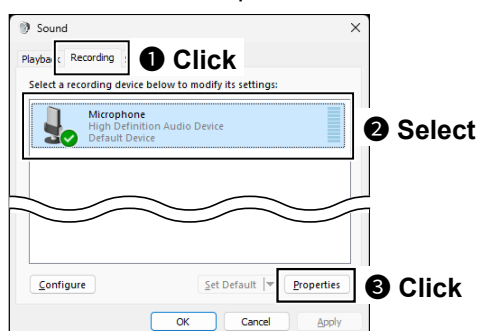 Sound
Recording
❶ Click
Select a recording device below to modify its settings:
Microphone
High Definition Audio Device
Default Device
❷ Select
Configure
Set Default
Properties
❸ Click
OK
Cancel
Apply